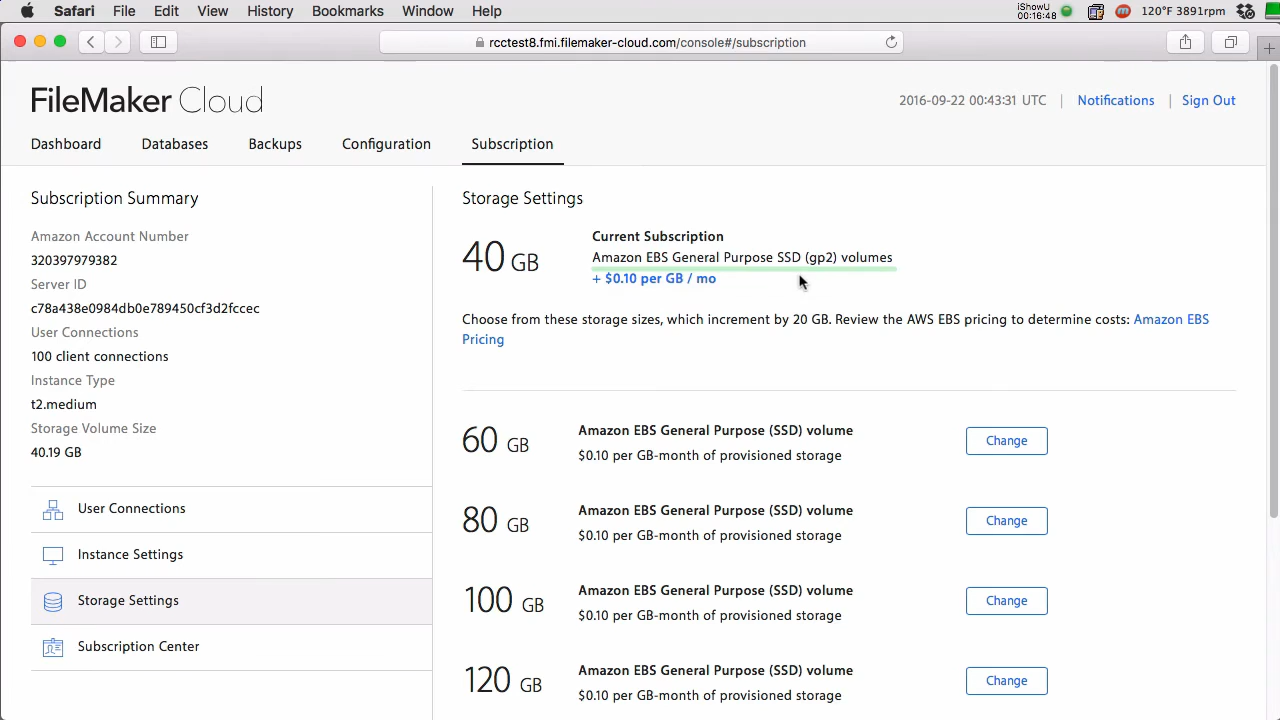 Safari File Edit View History Bookmarks Window Help
iShowU
00:16:48
120°F 3891rpm
rcctest8.fmi.filemaker-cloud.com/console#/subscription
FileMaker Cloud
2016-09-22 00:43:31 UTC | Notifications | Sign Out
Dashboard Databases Backups Configuration Subscription
Subscription Summary
Amazon Account Number
320397979382
Server ID
c78a438e0984db0e789450cf3d2fccec
User Connections
100 client connections
Instance Type
t2.medium
Storage Volume Size
40.19 GB
User Connections
Instance Settings
Storage Settings
Subscription Center
Storage Settings
40 GB
Current Subscription
Amazon EBS General Purpose SSD (gp2) volumes
+ $0.10 per GB / mo
Choose from these storage sizes, which increment by 20 GB. Review the AWS EBS pricing to determine costs: Amazon EBS
Pricing
60 GB
Amazon EBS General Purpose (SSD) volume
$0.10 per GB-month of provisioned storage
Change
80 GB
Amazon EBS General Purpose (SSD) volume
$0.10 per GB-month of provisioned storage
Change
100 GB
Amazon EBS General Purpose (SSD) volume
$0.10 per GB-month of provisioned storage
Change
120 GB
Amazon EBS General Purpose (SSD) volume
$0.10 per GB-month of provisioned storage
Change